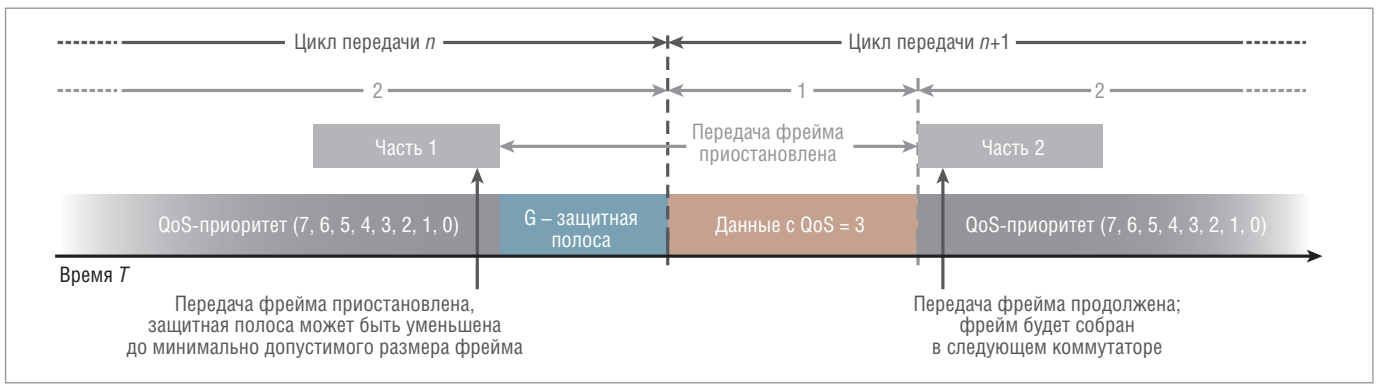 Цикл передачи n
Цикл передачи n+1
2
1
2
Часть 1
Передача фрейма
приостановлена
Часть 2
QoS-приоритет (7, 6, 5, 4, 3, 2, 1, 0)
G – защитная
полоса
Данные с QoS = 3
QoS-приоритет (7, 6, 5, 4, 3, 2, 1, 0)
Время T
Передача фрейма приостановлена,
защитная полоса может быть уменьшена
до минимально допустимого размера фрейма
Передача фрейма продолжена;
фрейм будет собран
в следующем коммутаторе